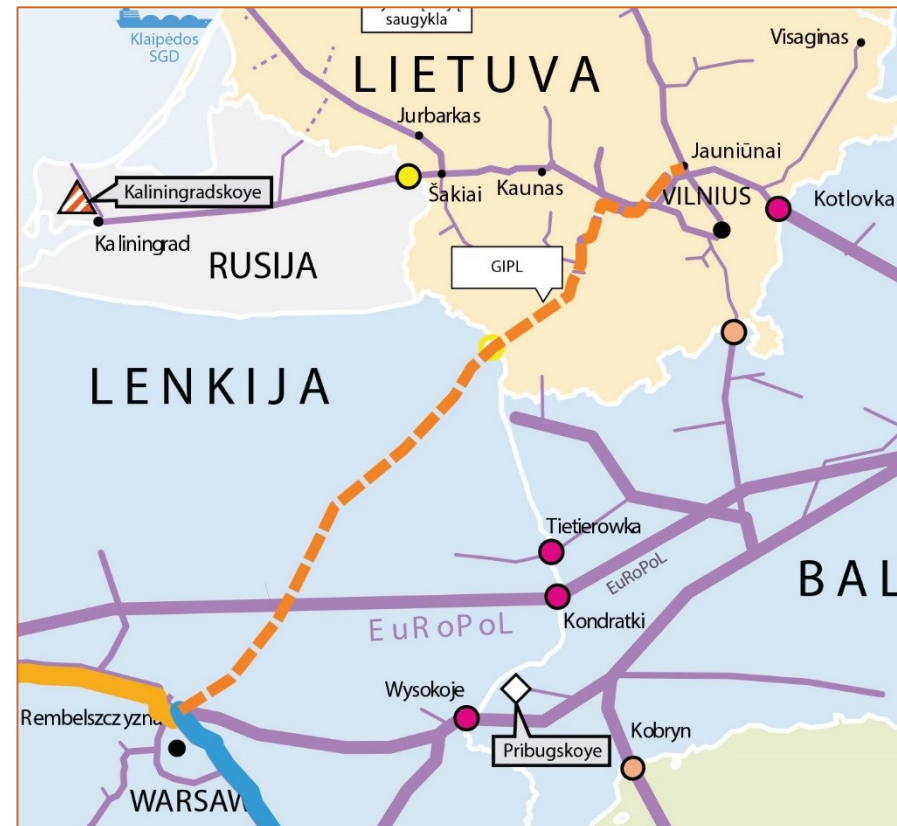 saugykla
Klaipėdos
SGD
Visaginas
LIETUVA
Jurbarkas
Jauniūnai
Kaliningradskoye
Šakiai
Kaunas
VILNIUS
Kotlovka
Kaliningrad
RUSIJA
GIPL
LENKIJA
Tietierowka
EuRoPoL
BAL
EuRoPoL
Kondratki
Wysokoje
Rembelszczyzna
Kobryn
Pribugskoye
WARSAW